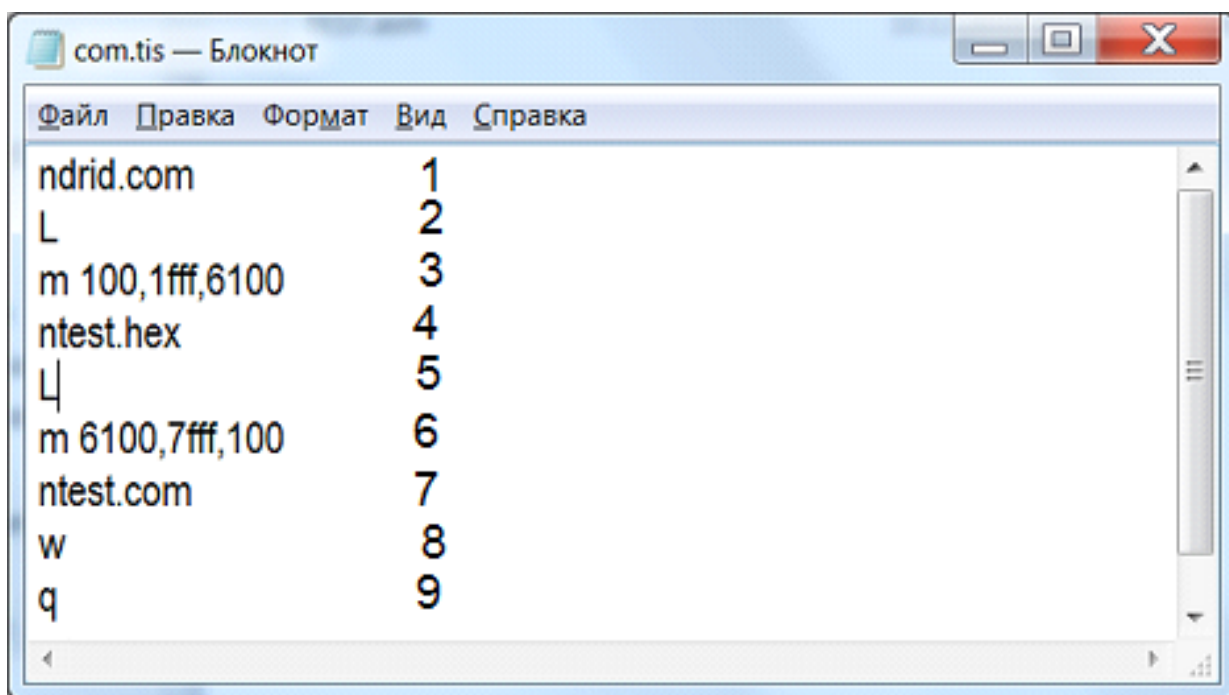 com.tis — Блокнот
Файл Правка Формат Вид Справка
ndrid.com 1
L 2
m 100,1fff,6100 3
ntest.hex 4
L 5
m 6100,7fff,100 6
ntest.com 7
w 8
q 9